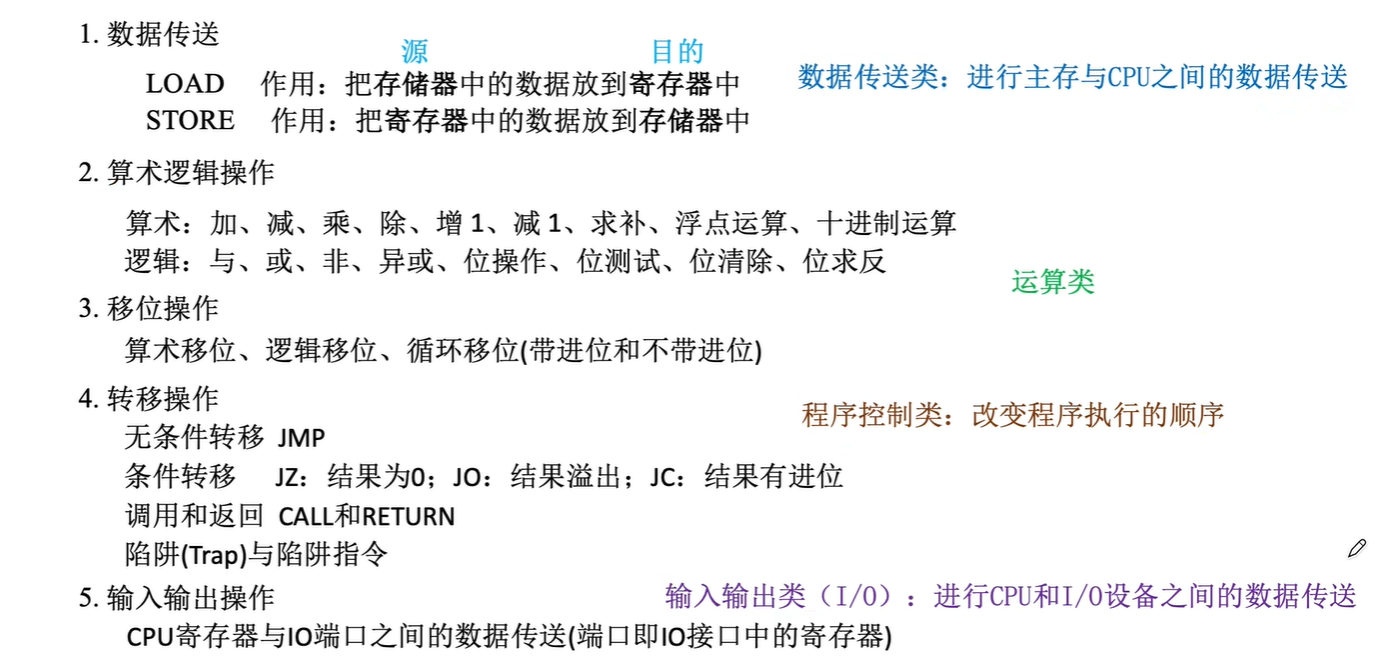 1. 数据传送
源 目的
LOAD 作用：把存储器中的数据放到寄存器中 数据传送类：进行主存与CPU之间的数据传送
STORE 作用：把寄存器中的数据放到存储器中
2. 算术逻辑操作
算术：加、减、乘、除、增 1、减 1、求补、浮点运算、十进制运算
逻辑：与、或、非、异或、位操作、位测试、位清除、位求反
运算类
3. 移位操作
算术移位、逻辑移位、循环移位(带进位和不带进位)
4. 转移操作 程序控制类：改变程序执行的顺序
无条件转移 JMP
条件转移 JZ：结果为0；JO：结果溢出；JC：结果有进位
调用和返回 CALL和RETURN
陷阱(Trap)与陷阱指令
5. 输入输出操作 输入输出类（I/O）：进行CPU和I/O设备之间的数据传送
CPU寄存器与IO端口之间的数据传送(端口即IO接口中的寄存器)